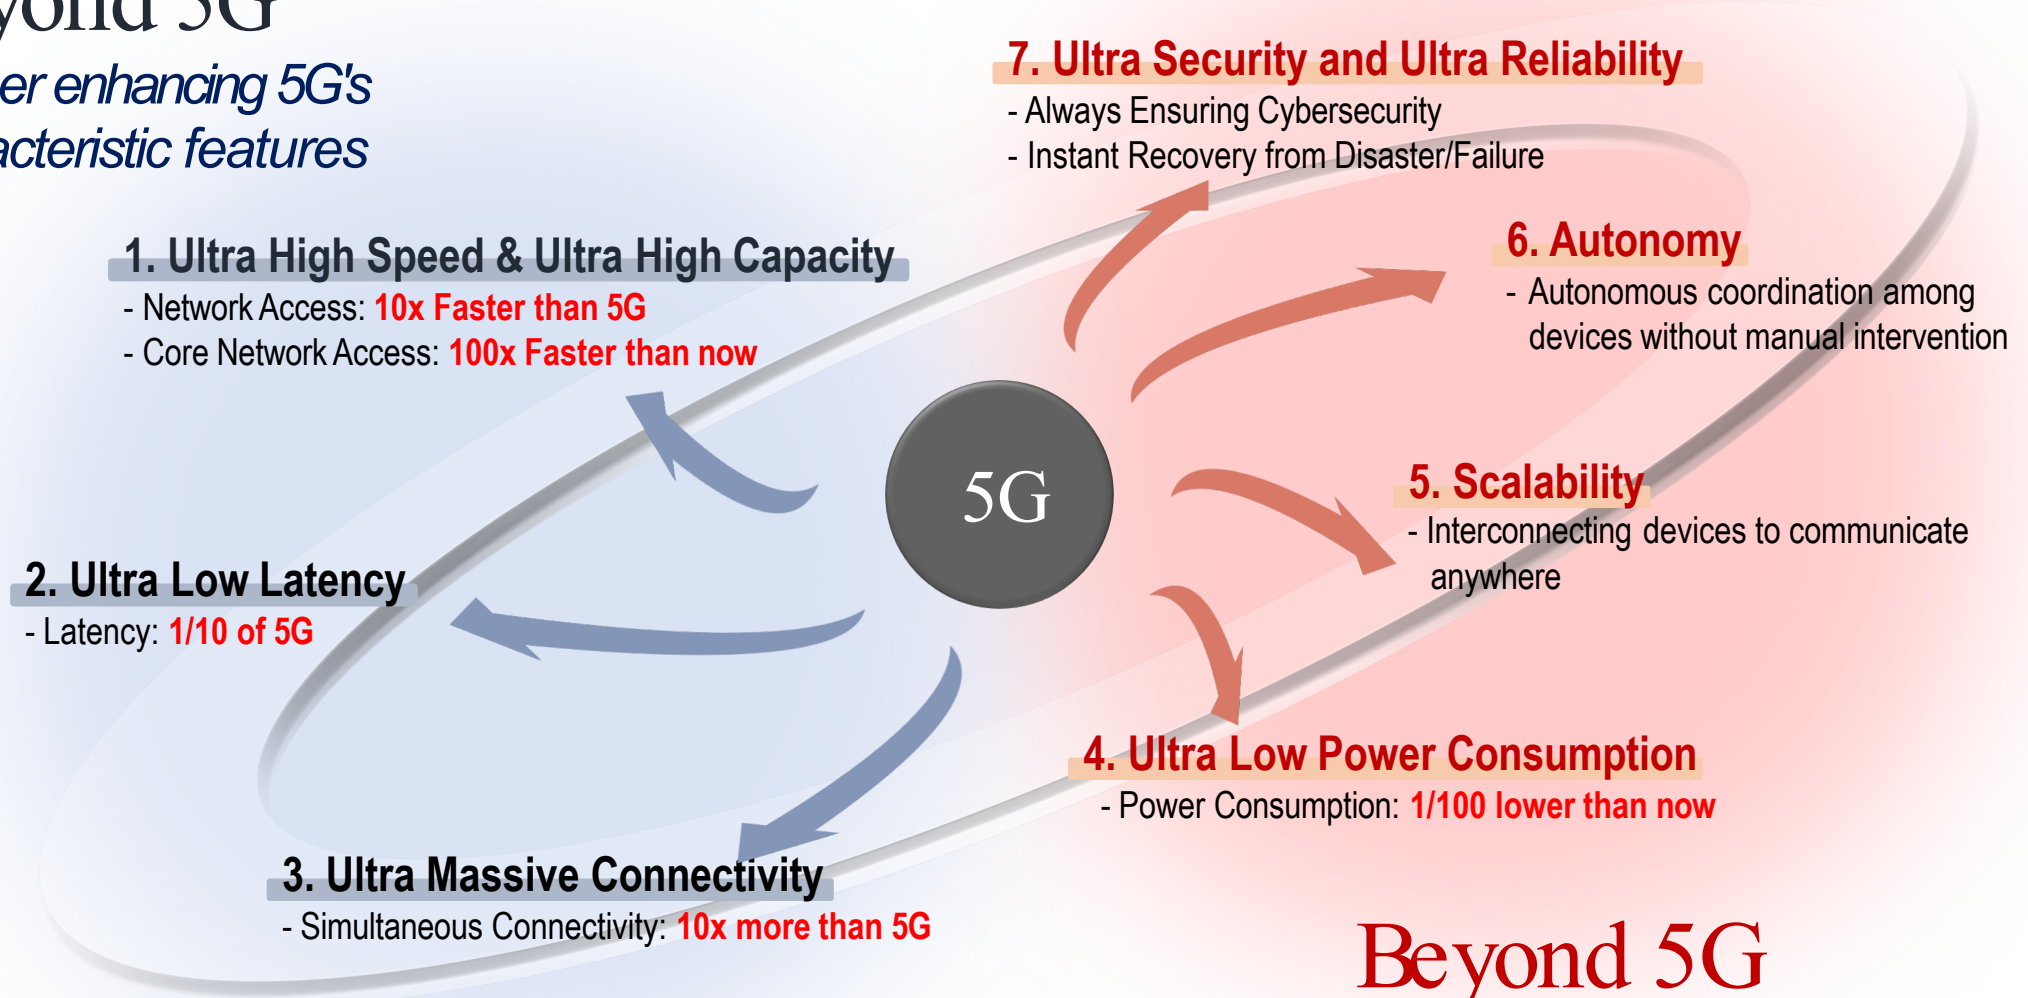 yond 5G
er enhancing 5G's
acteristic features
1. Ultra High Speed & Ultra High Capacity
- Network Access: 10x Faster than 5G
- Core Network Access: 100x Faster than now
2. Ultra Low Latency
- Latency: 1/10 of 5G
3. Ultra Massive Connectivity
- Simultaneous Connectivity: 10x more than 5G
5G
7. Ultra Security and Ultra Reliability
- Always Ensuring Cybersecurity
- Instant Recovery from Disaster/Failure
6. Autonomy
- Autonomous coordination among
devices without manual intervention
5. Scalability
- Interconnecting devices to communicate
anywhere
4. Ultra Low Power Consumption
- Power Consumption: 1/100 lower than now
Beyond 5G